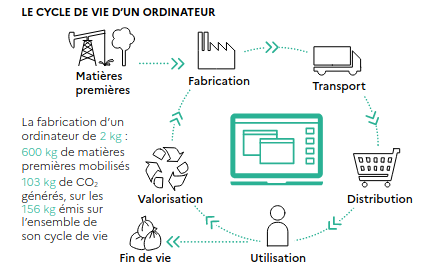 LE CYCLE DE VIE D'UN ORDINATEUR
Matières
premières
Fabrication
Transport
La fabrication d'un
ordinateur de 2 kg :
600 kg de matières
premières mobilisés
103 kg de CO₂
générés, sur les
156 kg émis sur
l'ensemble de
son cycle de vie
Valorisation
Distribution
Fin de vie
Utilisation